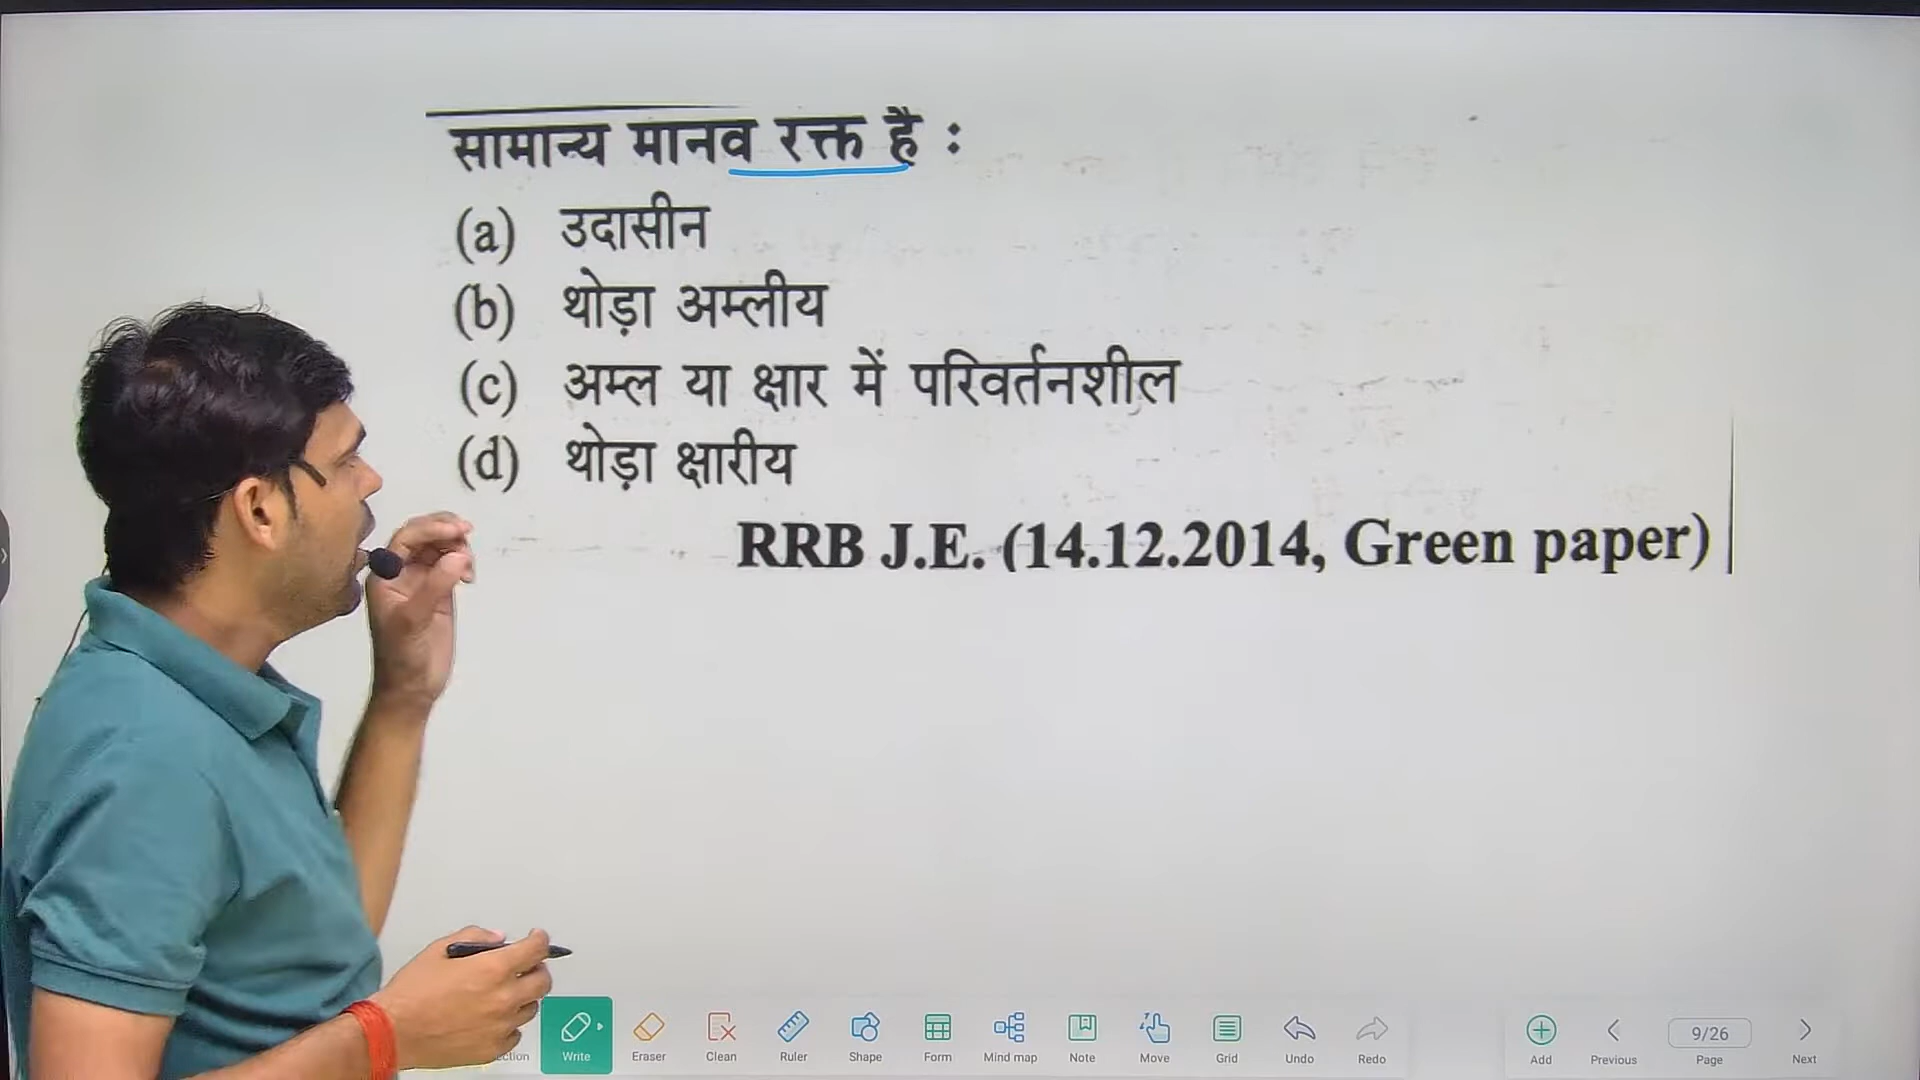 सामान्य मानव रक्त है :
(a) उदासीन
(b) थोड़ा अम्लीय
(c) अम्ल या क्षार में परिवर्तनशील
(d) थोड़ा क्षारीय
RRB J.E. (14.12.2014, Green paper)
ction Write Eraser Clean Ruler Shape Form Mind map Note Move Grid Undo Redo Add Previous 9/26 Page Next